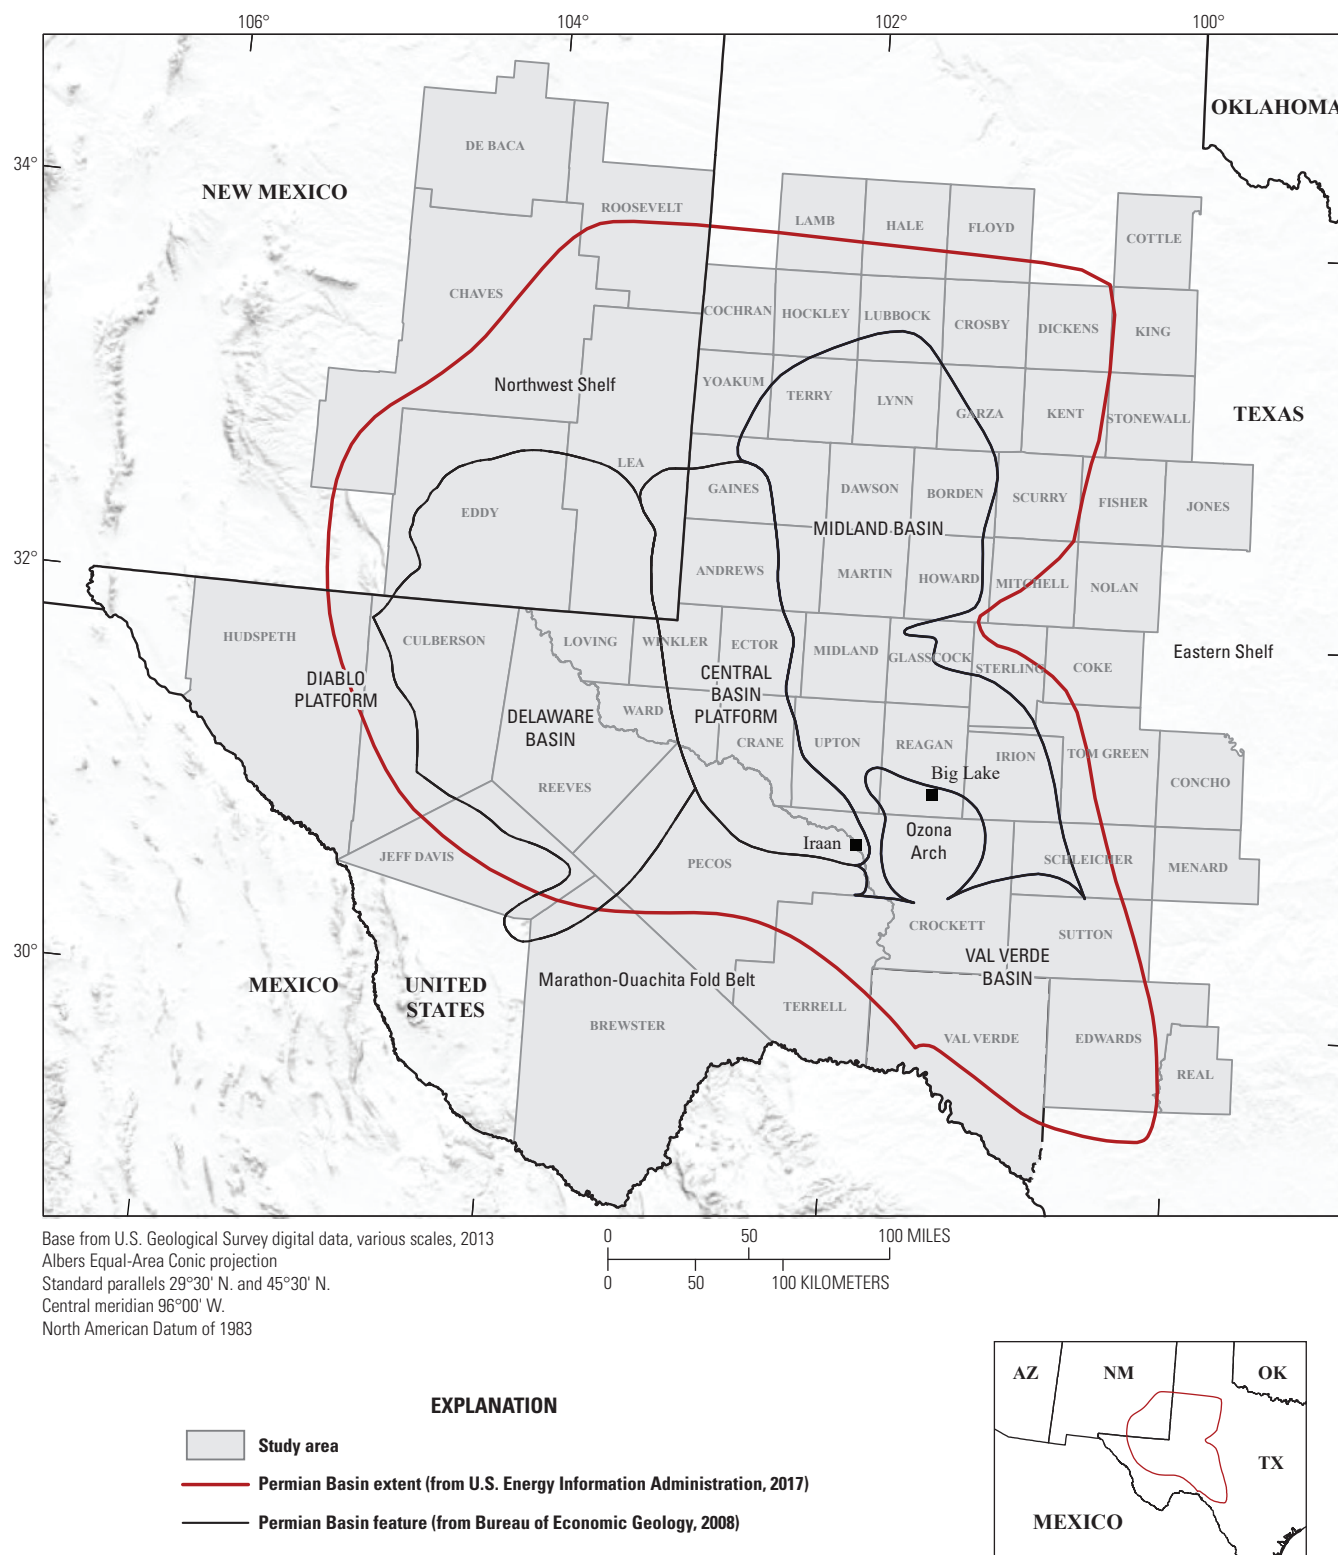 106°
104°
102°
100°
OKLAHOMA
34°
DE BACA
NEW MEXICO
ROOSEVELT
LAMB
HALE
FLOYD
COTTLE
CHAVES
COCHRAN
HOCKLEY
LUBBOCK
CROSBY
DICKENS
KING
Northwest Shelf
YOAKUM
TERRY
LYNN
GARZA
KENT
STONEWALL
TEXAS
LEA
GAINES
DAWSON
BORDEN
SCURRY
FISHER
JONES
EDDY
MIDLAND BASIN
32°
ANDREWS
MARTIN
HOWARD
MITCHELL
NOLAN
HUDSPETH
CULBERSON
LOVING
WINKLER
ECTOR
MIDLAND
GLASSCOCK
STERLING
COKE
Eastern Shelf
DIABLO
PLATFORM
CENTRAL
BASIN
PLATFORM
DELAWARE
BASIN
WARD
CRANE
UPTON
REAGAN
IRION
TOM GREEN
CONCHO
REEVES
Big Lake
Iraan
Ozona
Arch
JEFF DAVIS
PECOS
SCHLEICHER
MENARD
CROCKETT
SUTTON
30°
VAL VERDE
BASIN
MEXICO
UNITED
STATES
Marathon-Ouachita Fold Belt
BREWSTER
TERRELL
VAL VERDE
EDWARDS
REAL
Base from U.S. Geological Survey digital data, various scales, 2013
Albers Equal-Area Conic projection
Standard parallels 29°30' N. and 45°30' N.
Central meridian 96°00' W.
North American Datum of 1983
0 50 100 MILES
0 50 100 KILOMETERS
AZ
NM
OK
TX
MEXICO
EXPLANATION
Study area
Permian Basin extent (from U.S. Energy Information Administration, 2017)
Permian Basin feature (from Bureau of Economic Geology, 2008)